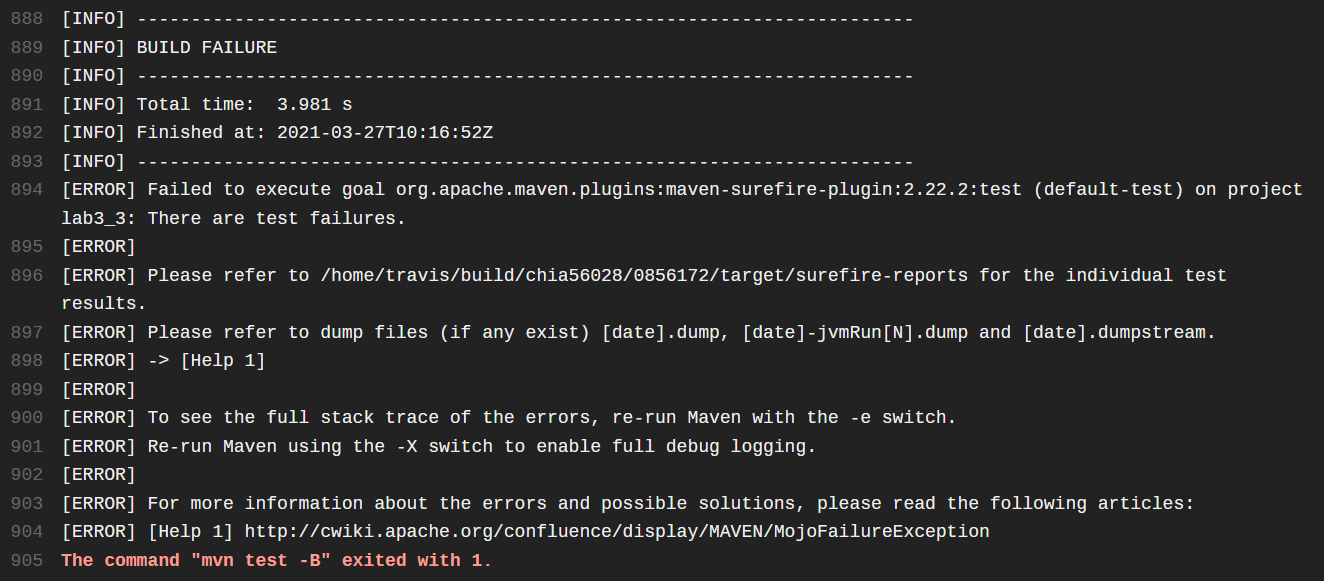 888 [INFO] ------------------------------------------------------------------------
889 [INFO] BUILD FAILURE
890 [INFO] ------------------------------------------------------------------------
891 [INFO] Total time:  3.981 s
892 [INFO] Finished at: 2021-03-27T10:16:52Z
893 [INFO] ------------------------------------------------------------------------
894 [ERROR] Failed to execute goal org.apache.maven.plugins:maven-surefire-plugin:2.22.2:test (default-test) on project
lab3_3: There are test failures.
895 [ERROR]
896 [ERROR] Please refer to /home/travis/build/chia56028/0856172/target/surefire-reports for the individual test
results.
897 [ERROR] Please refer to dump files (if any exist) [date].dump, [date]-jvmRun[N].dump and [date].dumpstream.
898 [ERROR] -> [Help 1]
899 [ERROR]
900 [ERROR] To see the full stack trace of the errors, re-run Maven with the -e switch.
901 [ERROR] Re-run Maven using the -X switch to enable full debug logging.
902 [ERROR]
903 [ERROR] For more information about the errors and possible solutions, please read the following articles:
904 [ERROR] [Help 1] http://cwiki.apache.org/confluence/display/MAVEN/MojoFailureException
905 The command "mvn test -B" exited with 1.